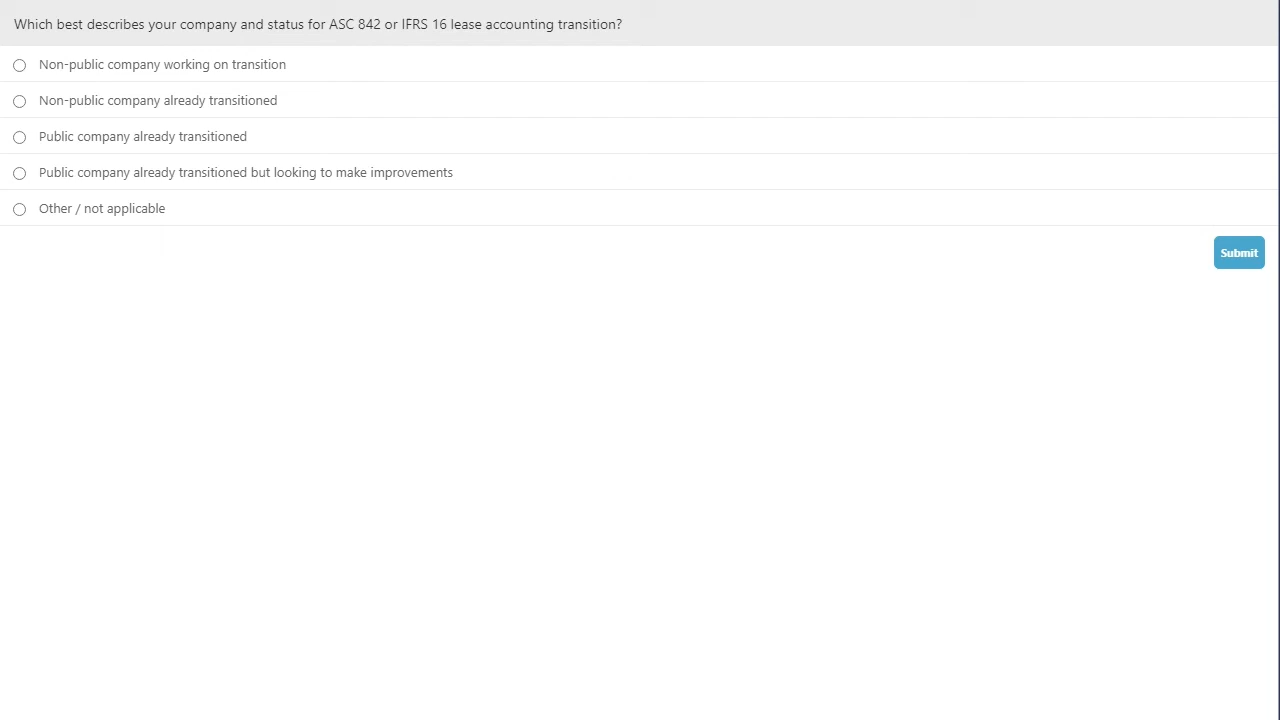 Which best describes your company and status for ASC 842 or IFRS 16 lease accounting transition?
Non-public company working on transition
Non-public company already transitioned
Public company already transitioned
Public company already transitioned but looking to make improvements
Other / not applicable
Submit